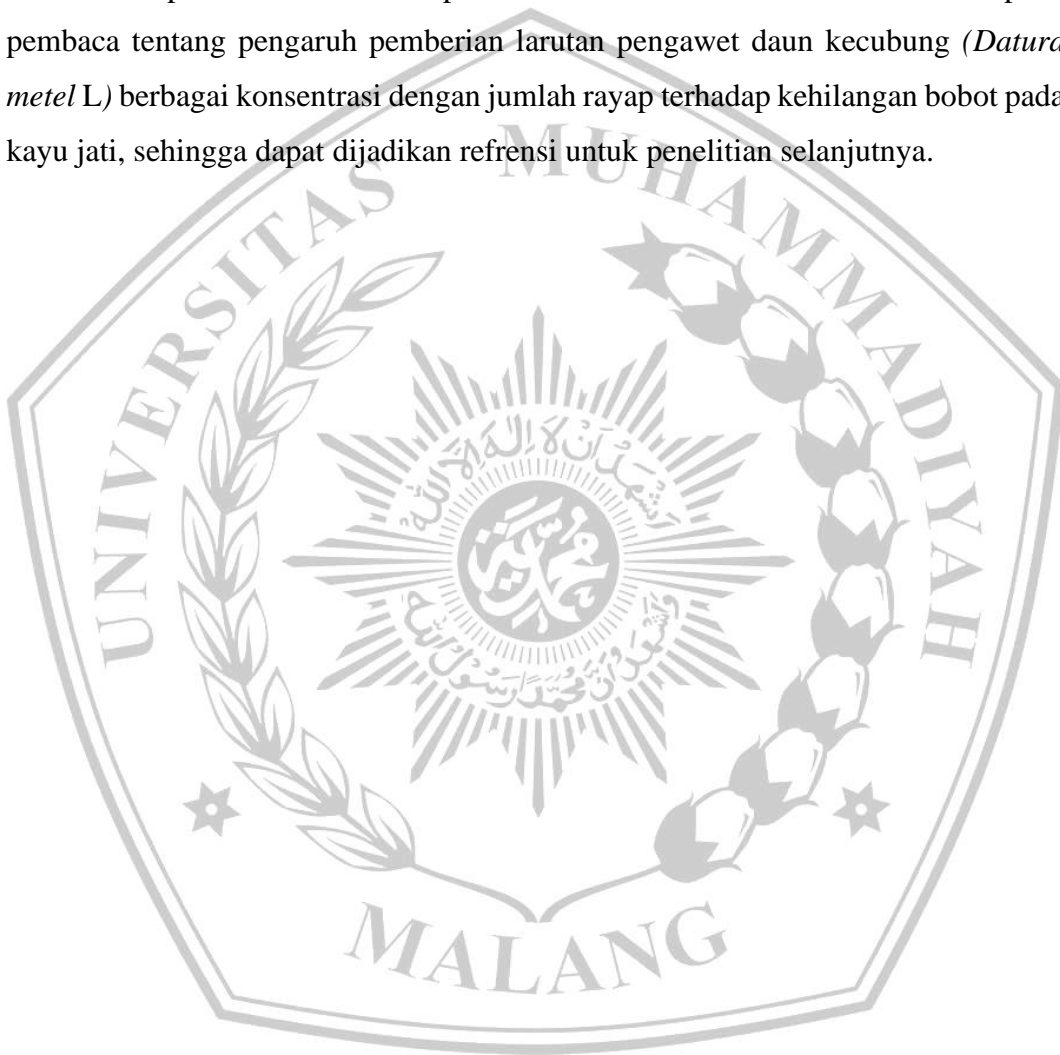 pembaca tentang pengaruh pemberian larutan pengawet daun kecubung (Datura
metel L) berbagai konsentrasi dengan jumlah rayap terhadap kehilangan bobot pada
kayu jati, sehingga dapat dijadikan refrensi untuk penelitian selanjutnya.
UNIVERSITAS MUHAMMADIYAH
MALANG